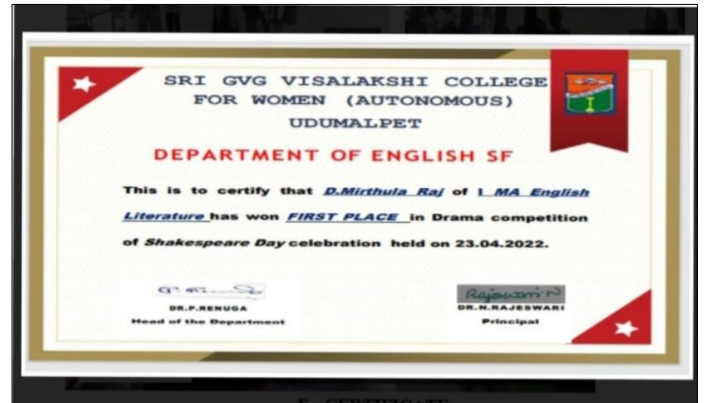 SRI GVG VISALAKSHI COLLEGE
FOR WOMEN (AUTONOMOUS)
UDUMALPET
DEPARTMENT OF ENGLISH SF
This is to certify that D.Mirthula Raj of I MA English
Literature has won FIRST PLACE in Drama competition
of Shakespeare Day celebration held on 23.04.2022.
Rajeswari N
DR.P.RENUGA
DR.N.RAJESWARI
Head of the Department
Principal